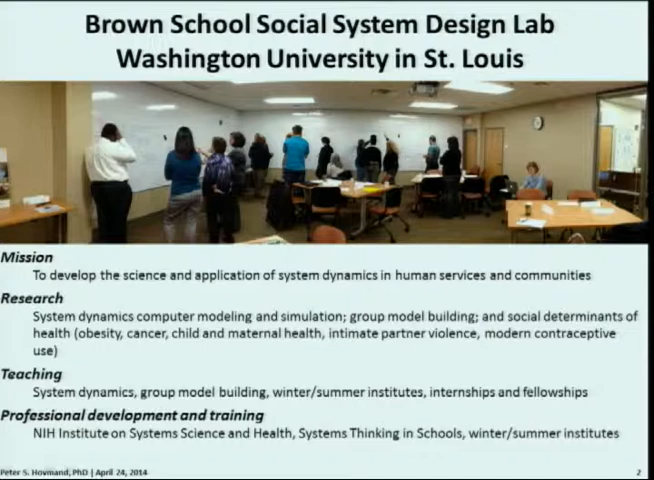 Brown School Social System Design Lab
Washington University in St. Louis
Mission
To develop the science and application of system dynamics in human services and communities
Research
System dynamics computer modeling and simulation; group model building; and social determinants of
health (obesity, cancer, child and maternal health, intimate partner violence, modern contraceptive
use)
Teaching
System dynamics, group model building, winter/summer institutes, internships and fellowships
Professional development and training
NIH Institute on Systems Science and Health, Systems Thinking in Schools, winter/summer institutes
Peter S. Hovmand, PhD | April 24, 2014
2